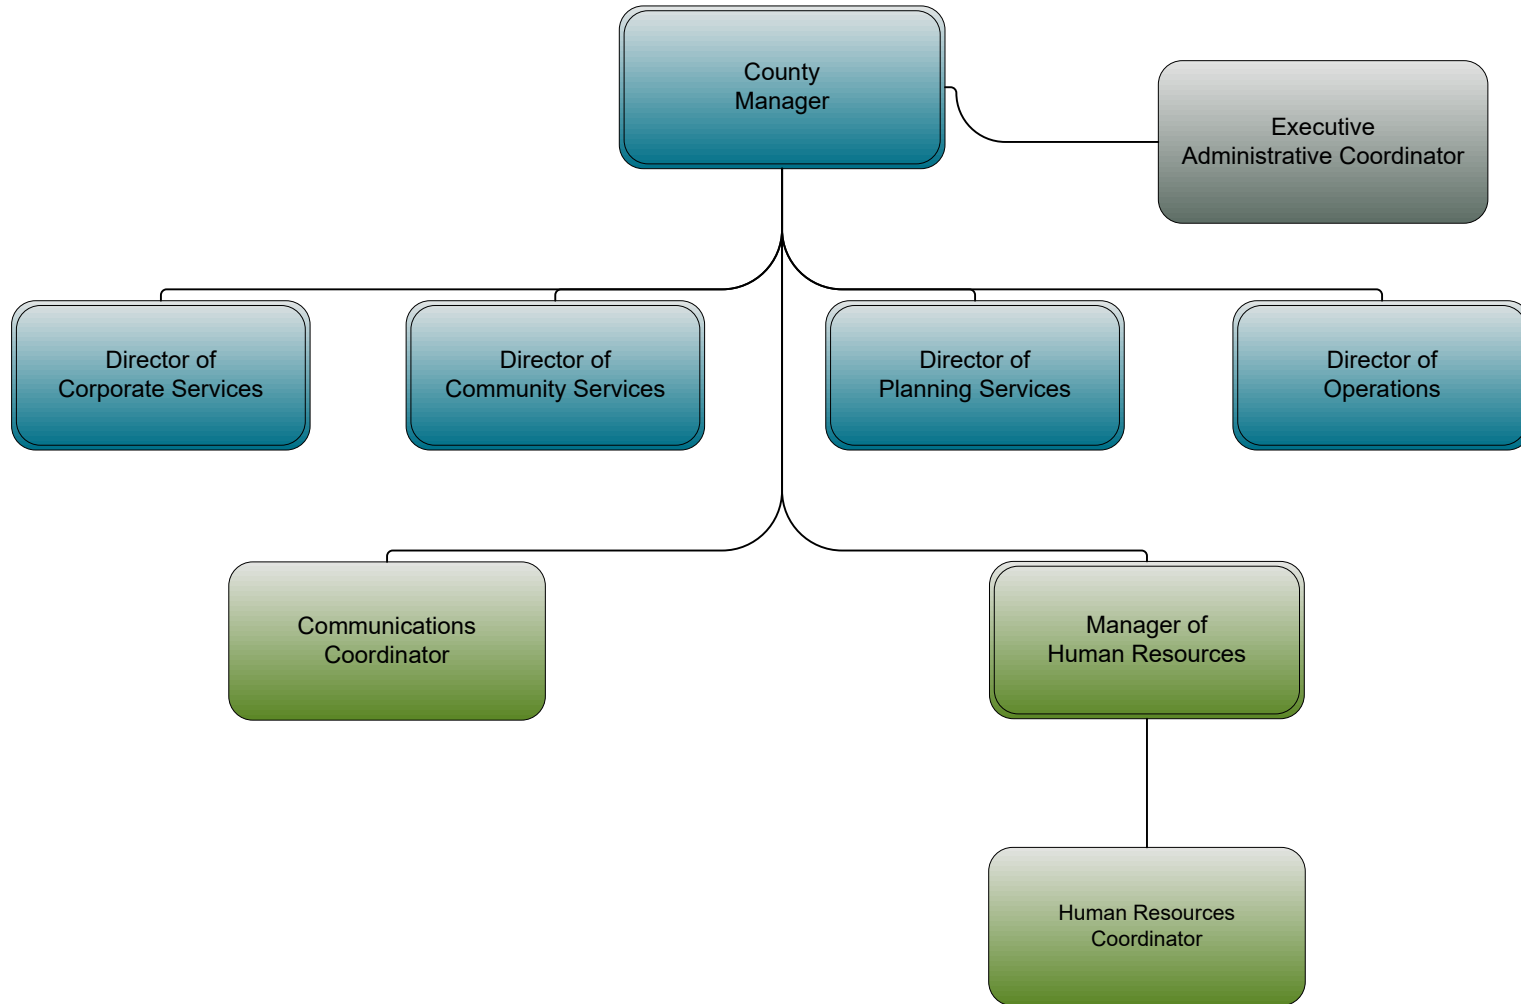 County
Manager
Executive
Administrative Coordinator
Director of
Corporate Services
Director of
Community Services
Director of
Planning Services
Director of
Operations
Communications
Coordinator
Manager of
Human Resources
Human Resources
Coordinator